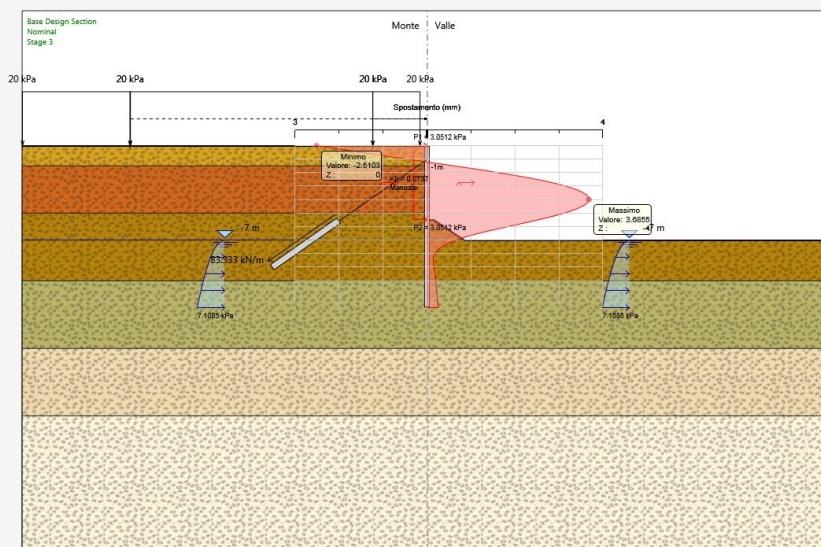 Base Design Section
Nominal
Stage 3
Monte
Valle
20 kPa
20 kPa
20 kPa
20 kPa
Spostamento (mm)
3
4
P1 = 3.0512 kPa
Minimo
Valore: -2.5103
Z : 0
-1m
Kh = 0.0737
Manuale
Massimo
Valore: 3.6855
Z :
P2 = 3.0512 kPa
-7 m
83.333 kN/m
7.1085 kPa
7.1085 kPa